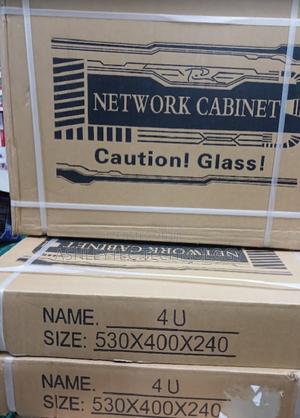 NETWORK CABINET
Caution! Glass!
NETWORK CABINET
NAME. 4U
SIZE: 530X400X240
NAME. 4U
SIZE: 530X400X240